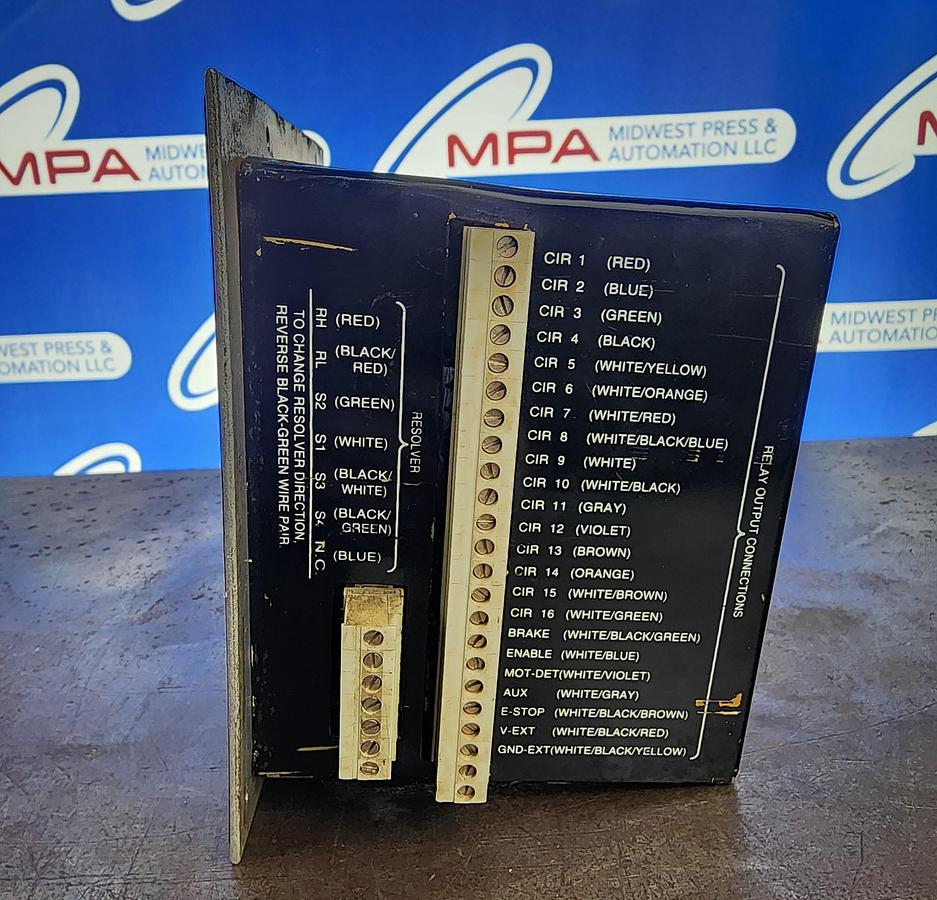 MPA MIDWEST PRESS &
AUTOMATION LLC
MPA MIDWE
AUTOM
WEST PRESS &
OMATION LLC
MIDWEST PRESS
AUTOMATION
CIR 1 (RED)
CIR 2 (BLUE)
CIR 3 (GREEN)
CIR 4 (BLACK)
CIR 5 (WHITE/YELLOW)
CIR 6 (WHITE/ORANGE)
CIR 7 (WHITE/RED)
CIR 8 (WHITE/BLACK/BLUE)
CIR 9 (WHITE)
CIR 10 (WHITE/BLACK)
CIR 11 (GRAY)
CIR 12 (VIOLET)
CIR 13 (BROWN)
CIR 14 (ORANGE)
CIR 15 (WHITE/BROWN)
CIR 16 (WHITE/GREEN)
BRAKE (WHITE/BLACK/GREEN)
ENABLE (WHITE/BLUE)
MOT-DET(WHITE/VIOLET)
AUX (WHITE/GRAY)
E-STOP (WHITE/BLACK/BROWN)
V-EXT (WHITE/BLACK/RED)
GND-EXT(WHITE/BLACK/YELLOW)
RELAY OUTPUT CONNECTIONS
RESOLVER
RH (RED)
RL (BLACK/
RED)
S2 (GREEN)
S1 (WHITE)
S3 (BLACK/
WHITE)
S4 (BLACK/
GREEN)
N.C. (BLUE)
TO CHANGE RESOLVER DIRECTION,
REVERSE BLACK-GREEN WIRE PAIR.